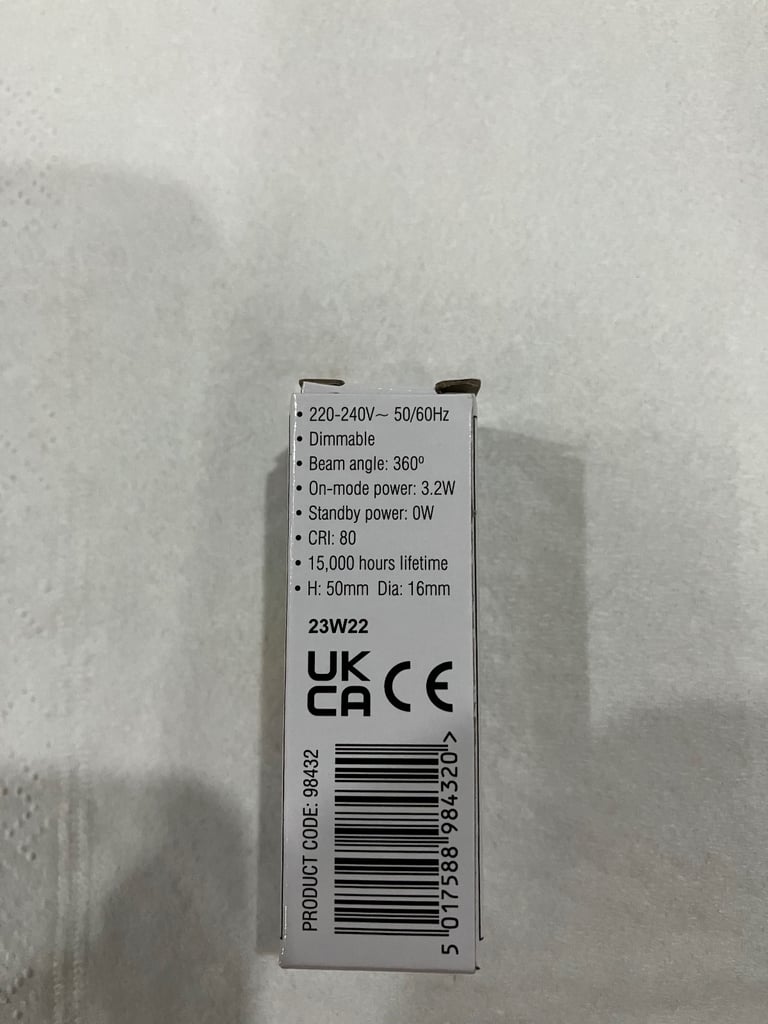 • 220-240V~ 50/60Hz
• Dimmable
• Beam angle: 360º
• On-mode power: 3.2W
• Standby power: 0W
• CRI: 80
• 15,000 hours lifetime
• H: 50mm Dia: 16mm
23W22
UK
CA CE
PRODUCT CODE: 98432
5 017588 984320 >